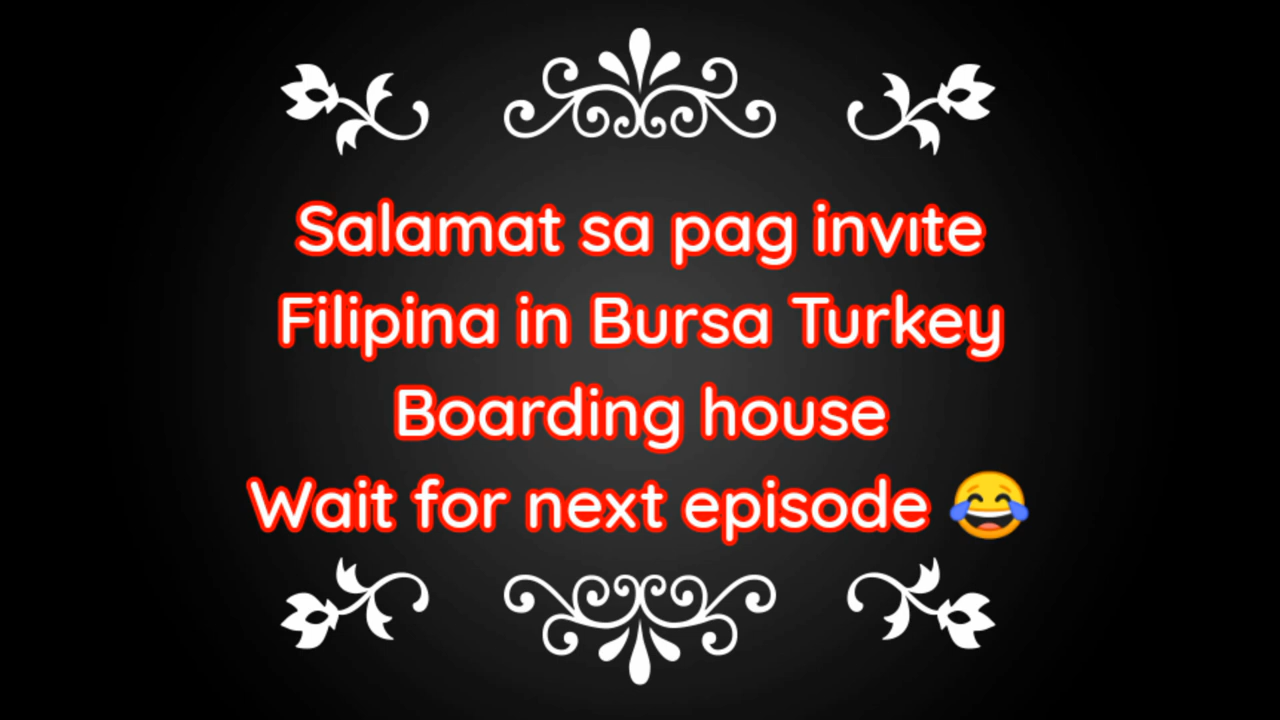 Salamat sa pag invıte
Filipina in Bursa Turkey
Boarding house
Wait for next episode 😂